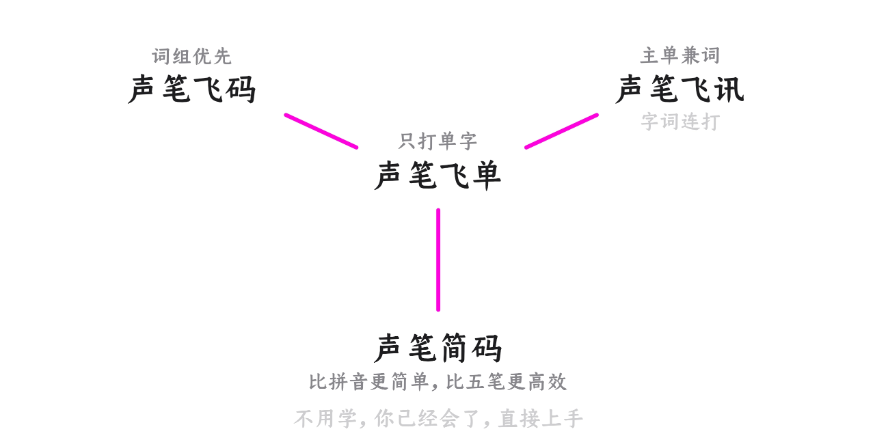 词组优先
声笔飞码
主单兼词
声笔飞讯
字词连打
只打单字
声笔飞单
声笔简码
比拼音更简单，比五笔更高效
不用学，你已经会了，直接上手